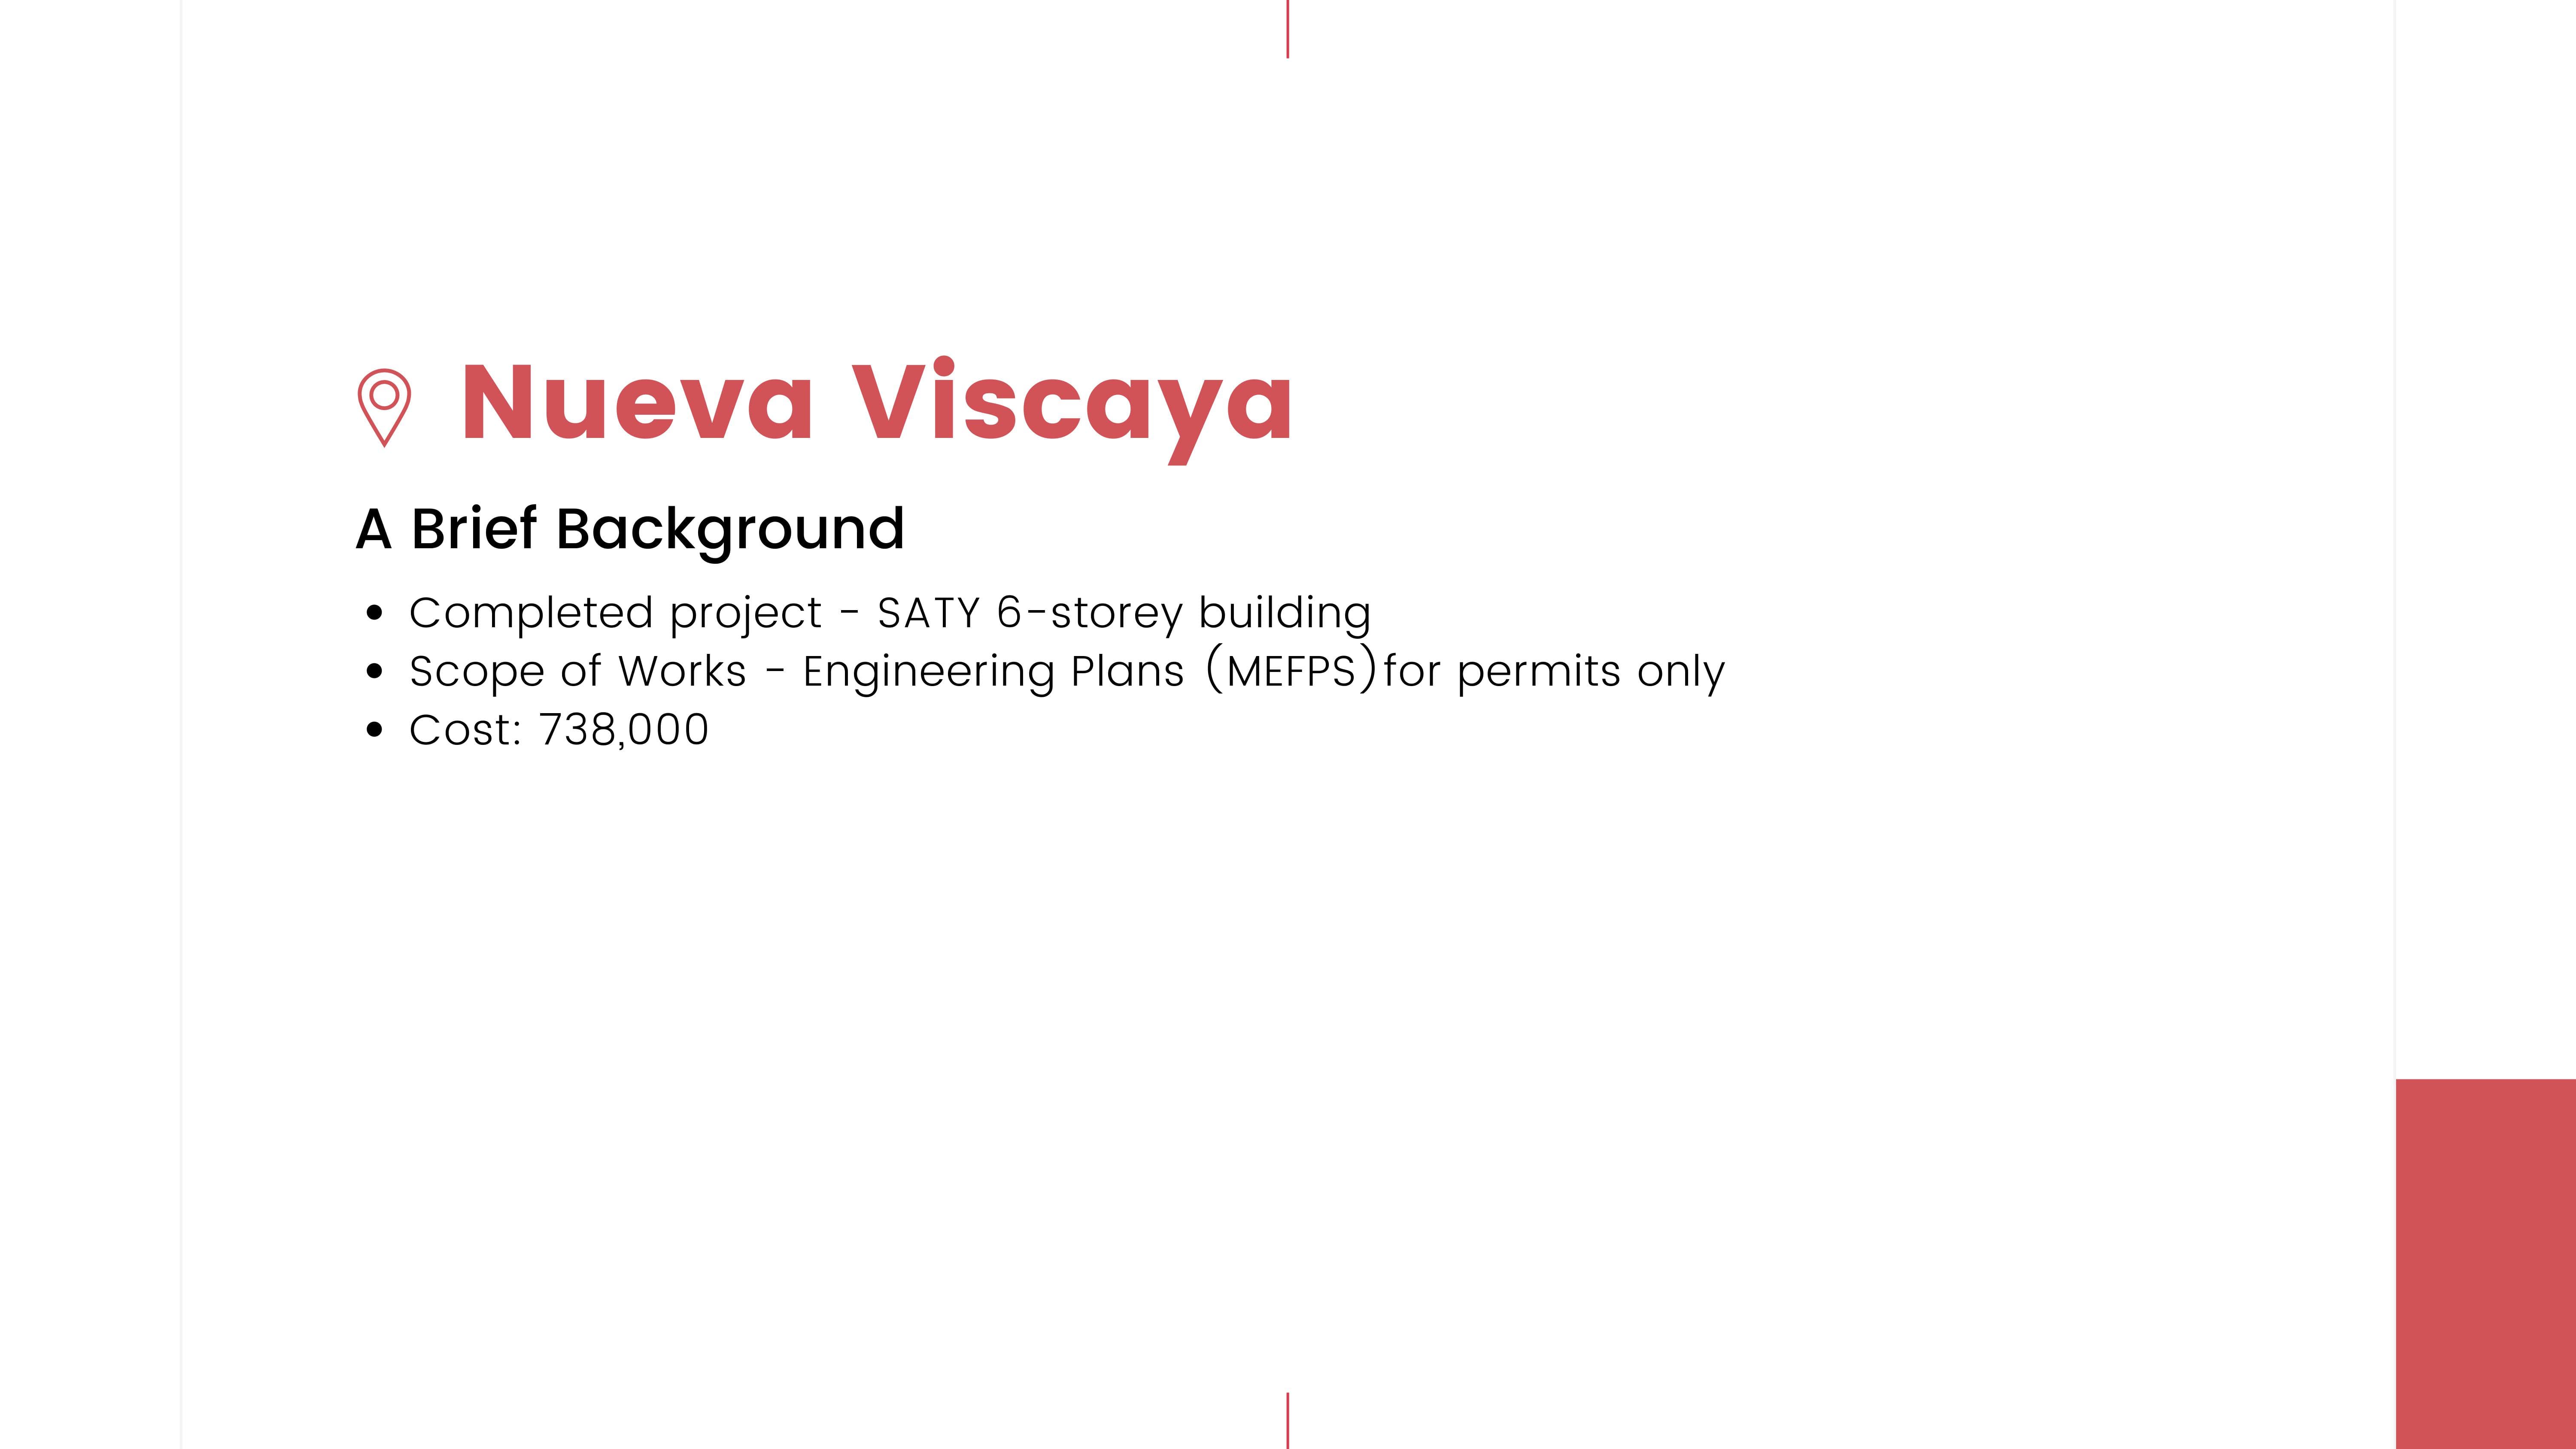 Nueva Viscaya
A Brief Background
• Completed project - SATY 6-storey building
• Scope of Works - Engineering Plans (MEFPS)for permits only
• Cost: 738,000